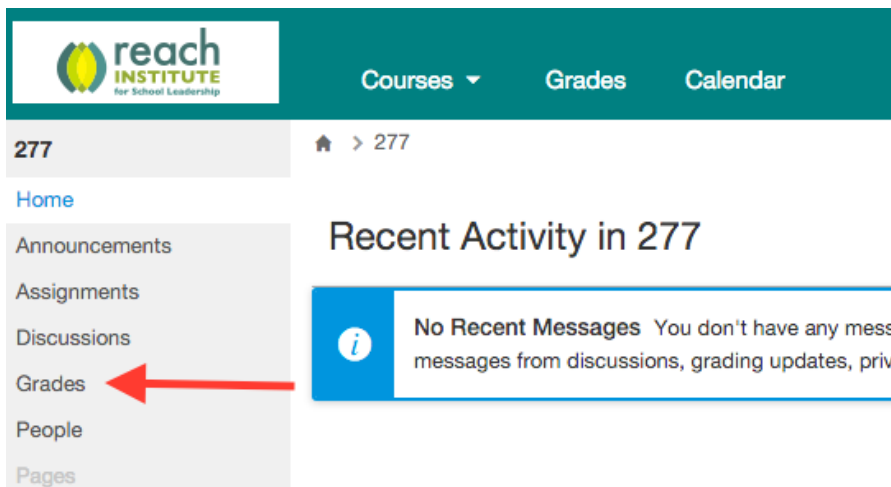 reach
INSTITUTE
for School Leadership
Courses
Grades
Calendar
277
> 277
Home
Announcements
Assignments
Discussions
Grades
People
Pages
Recent Activity in 277
i
No Recent Messages You don't have any mess
messages from discussions, grading updates, priv